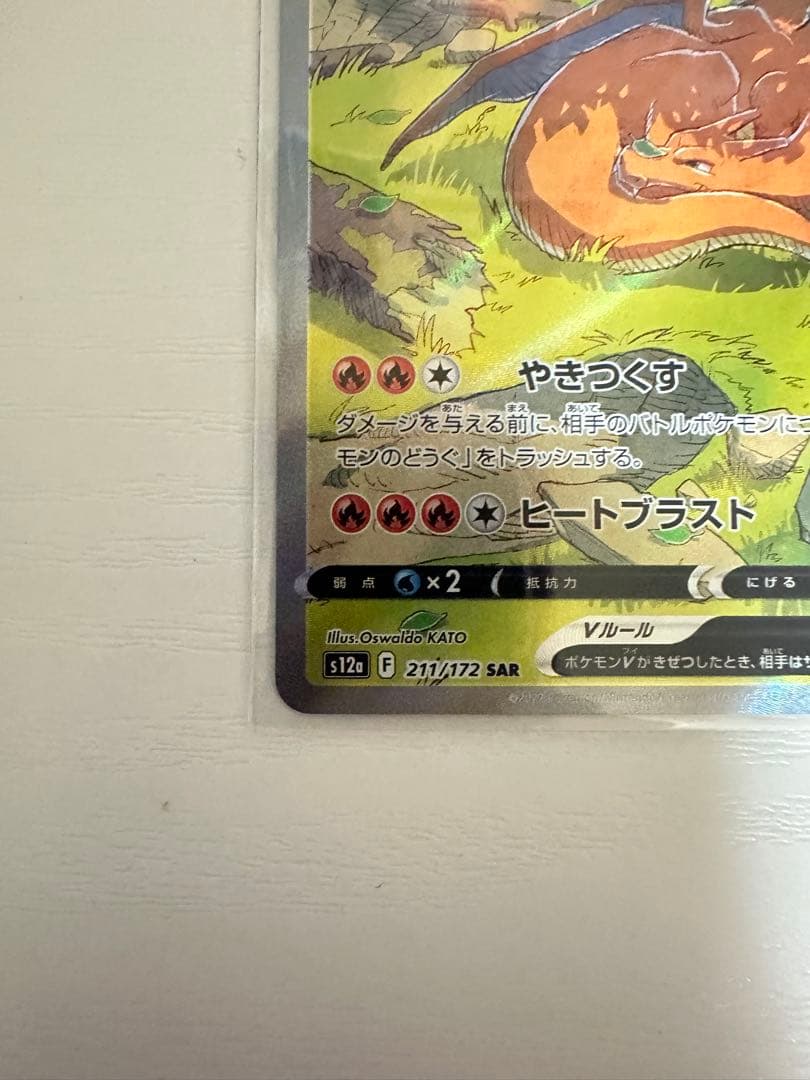 やきつくす
ダメージを与える前に、相手のバトルポケモンにつ
モンのどうぐ」をトラッシュする。
ヒートブラスト
弱点 ×2 抵抗力 にげる
Illus.Oswaldo KATO
Vルール
s12a F 211/172 SAR
ポケモンVがきぜつしたとき、相手はサ